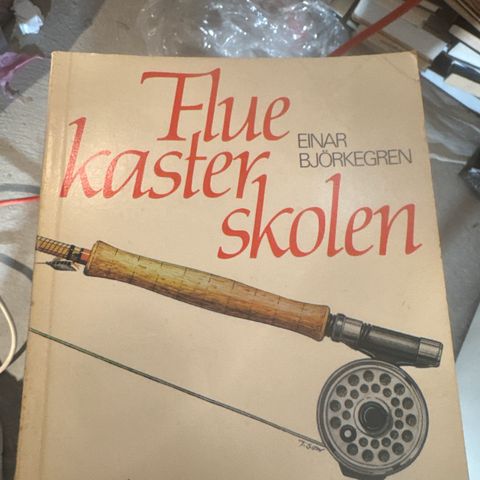 Flue
kaster
skolen
EINAR
BJÖRKEGREN